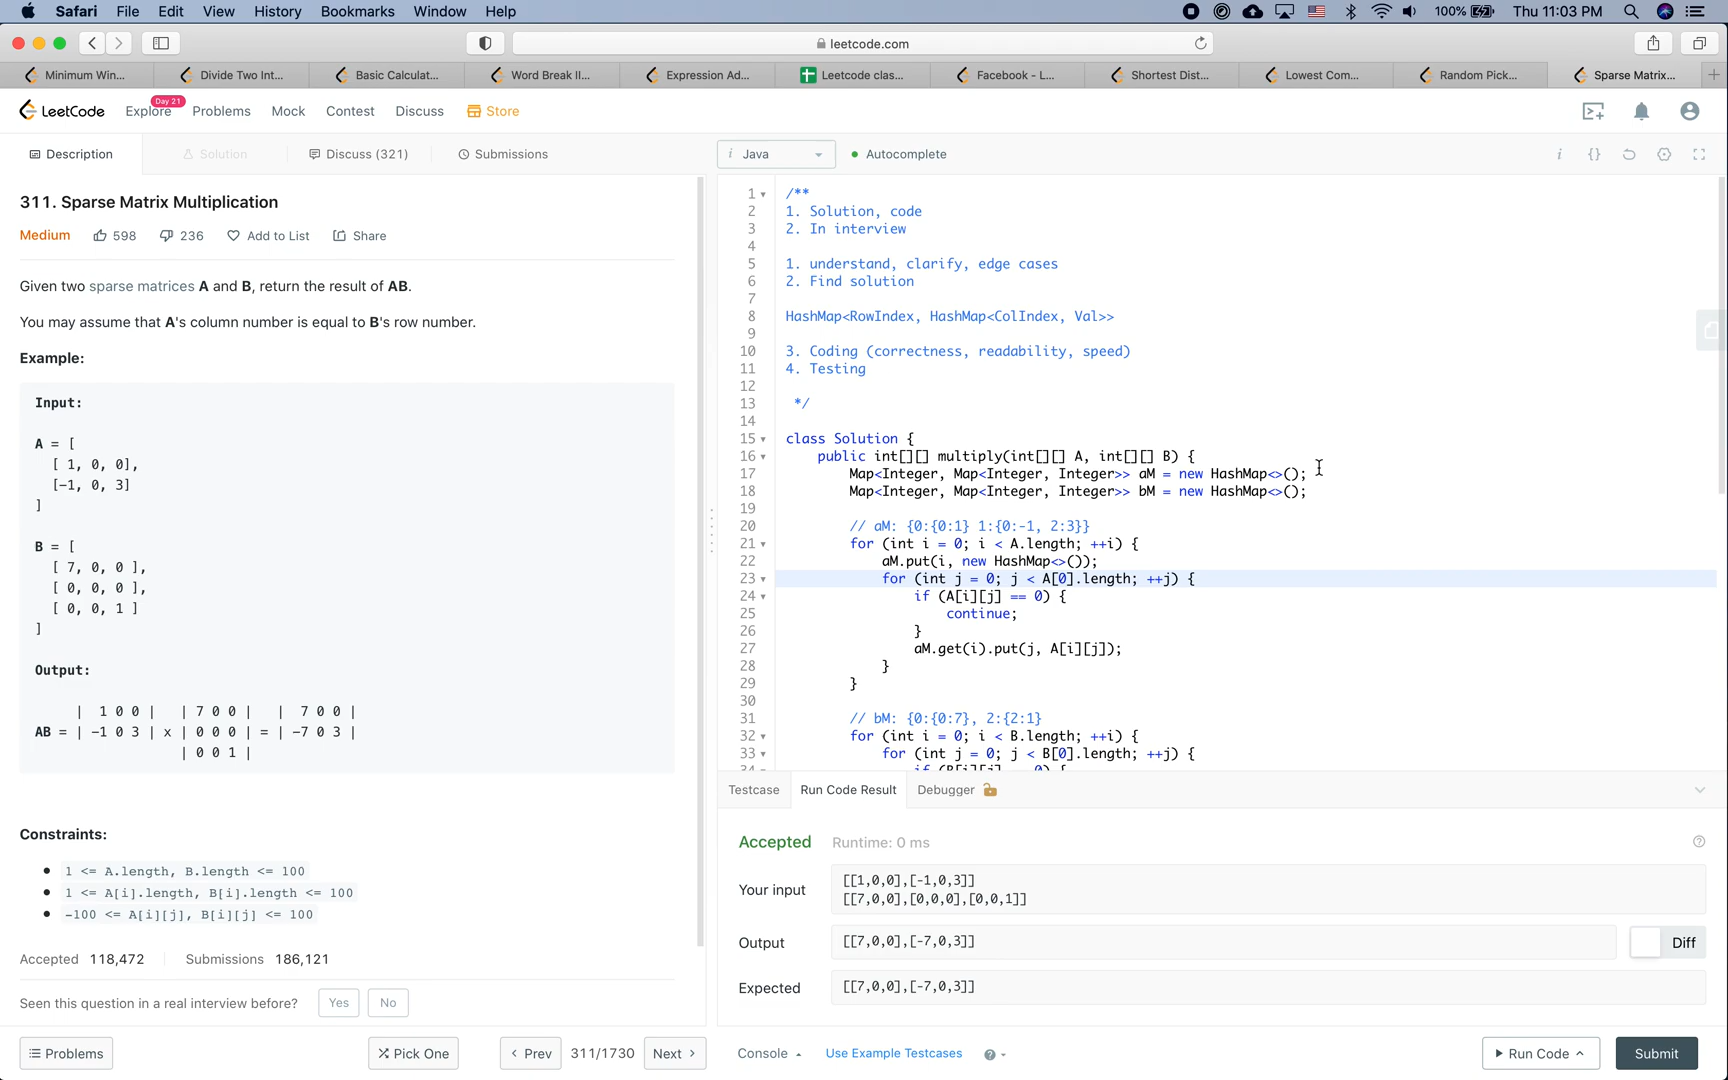 Safari File Edit View History Bookmarks Window Help 100% Thu 11:03 PM
leetcode.com
Minimum Win... Divide Two Int... Basic Calculat... Word Break II... Expression Ad... Leetcode clas... Facebook - L... Shortest Dist... Lowest Com... Random Pick... Sparse Matrix...
LeetCode Explore Day 21 Problems Mock Contest Discuss Store
Description Solution Discuss (321) Submissions
i Java Autocomplete
311. Sparse Matrix Multiplication
Medium 598 236 Add to List Share
Given two sparse matrices A and B, return the result of AB.
You may assume that A's column number is equal to B's row number.
Example:
Input:
A = [
[ 1, 0, 0],
[-1, 0, 3]
]
B = [
[ 7, 0, 0 ],
[ 0, 0, 0 ],
[ 0, 0, 1 ]
]
Output:
| 1 0 0 | | 7 0 0 | | 7 0 0 |
AB = | -1 0 3 | x | 0 0 0 | = | -7 0 3 |
| 0 0 1 |
Constraints:
1 <= A.length, B.length <= 100
1 <= A[i].length, B[i].length <= 100
-100 <= A[i][j], B[i][j] <= 100
Accepted 118,472 Submissions 186,121
Seen this question in a real interview before? Yes No
Problems Pick One < Prev 311/1730 Next >
1 /**
2 1. Solution, code
3 2. In interview
4
5 1. understand, clarify, edge cases
6 2. Find solution
7
8 HashMap<RowIndex, HashMap<ColIndex, Val>>
9
10 3. Coding (correctness, readability, speed)
11 4. Testing
12
13 */
14
15 class Solution {
16 public int[][] multiply(int[][] A, int[][] B) {
17 Map<Integer, Map<Integer, Integer>> aM = new HashMap<>();
18 Map<Integer, Map<Integer, Integer>> bM = new HashMap<>();
19
20 // aM: {0:{0:1} 1:{0:-1, 2:3}}
21 for (int i = 0; i < A.length; ++i) {
22 aM.put(i, new HashMap<>());
23 for (int j = 0; j < A[0].length; ++j) {
24 if (A[i][j] == 0) {
25 continue;
26 }
27 aM.get(i).put(j, A[i][j]);
28 }
29 }
30
31 // bM: {0:{0:7}, 2:{2:1}
32 for (int i = 0; i < B.length; ++i) {
33 for (int j = 0; j < B[0].length; ++j) {
Testcase Run Code Result Debugger
Accepted Runtime: 0 ms
Your input
[[1,0,0],[-1,0,3]]
[[7,0,0],[0,0,0],[0,0,1]]
Output [[7,0,0],[-7,0,3]] Diff
Expected [[7,0,0],[-7,0,3]]
Console Use Example Testcases Run Code Submit